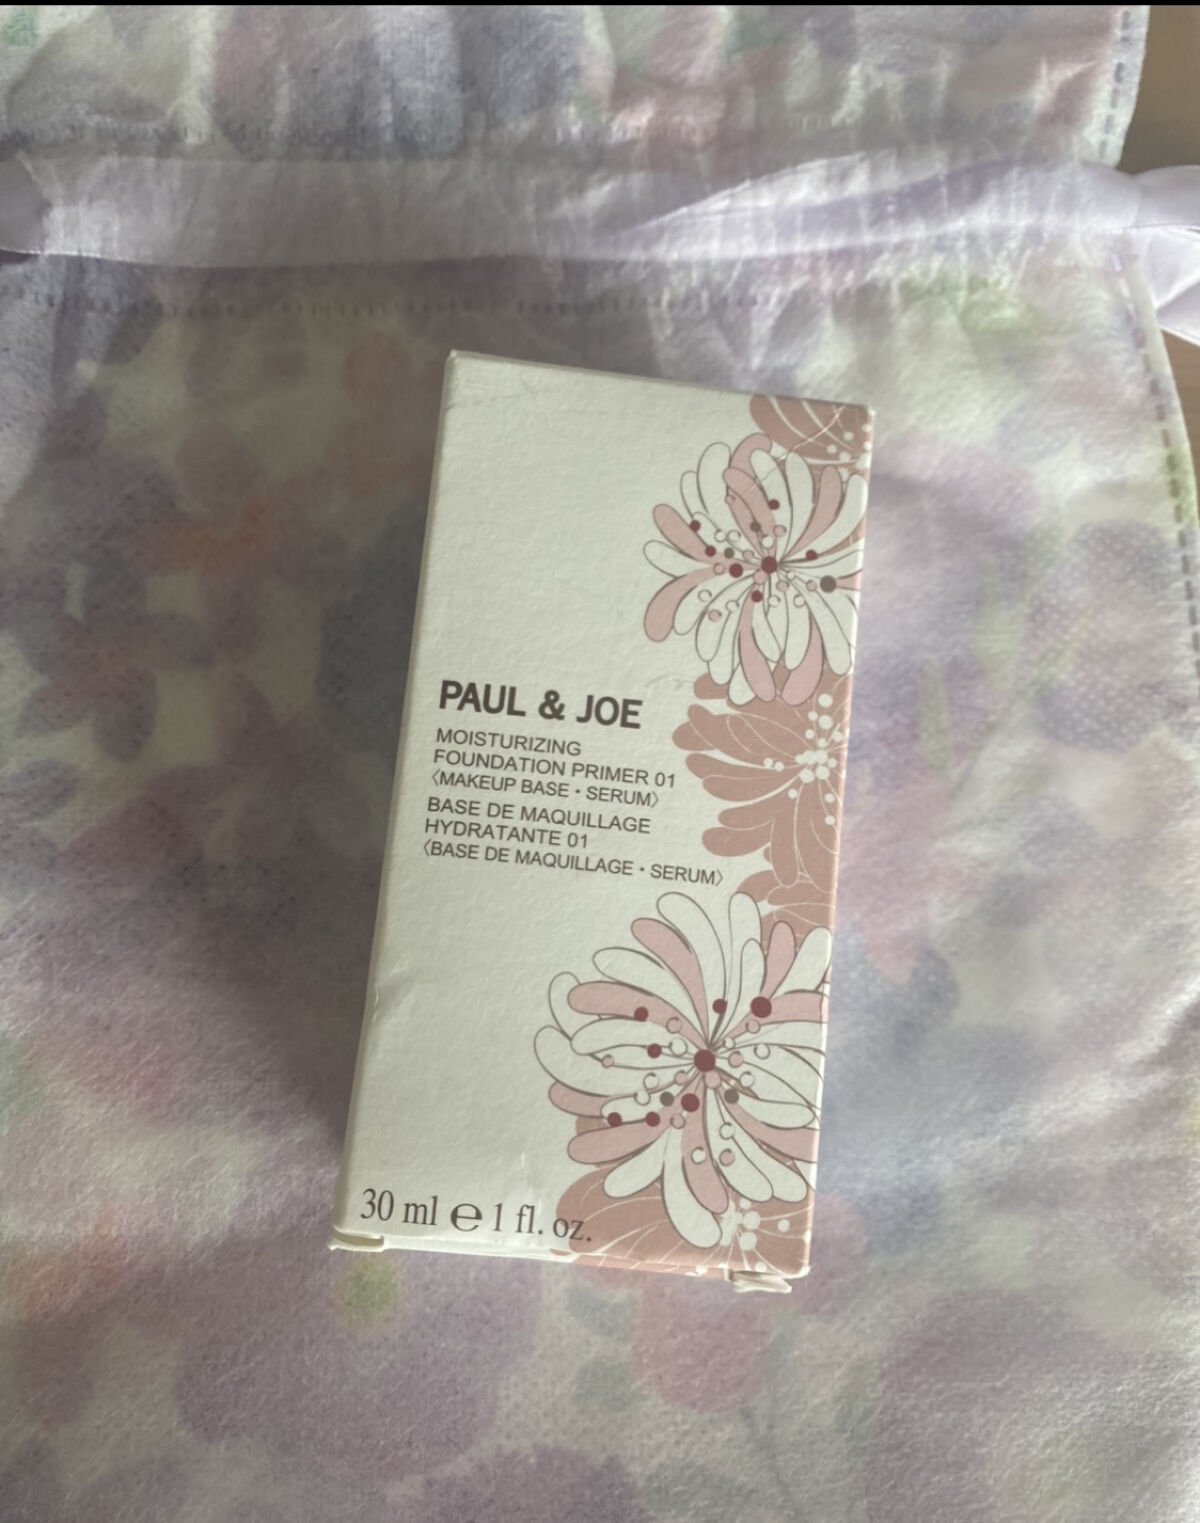 PAUL & JOE
MOISTURIZING
FOUNDATION PRIMER 01
〈MAKEUP BASE・SERUM〉
BASE DE MAQUILLAGE
HYDRATANTE 01
〈BASE DE MAQUILLAGE・SERUM〉
30 ml ℮ 1 fl. oz.